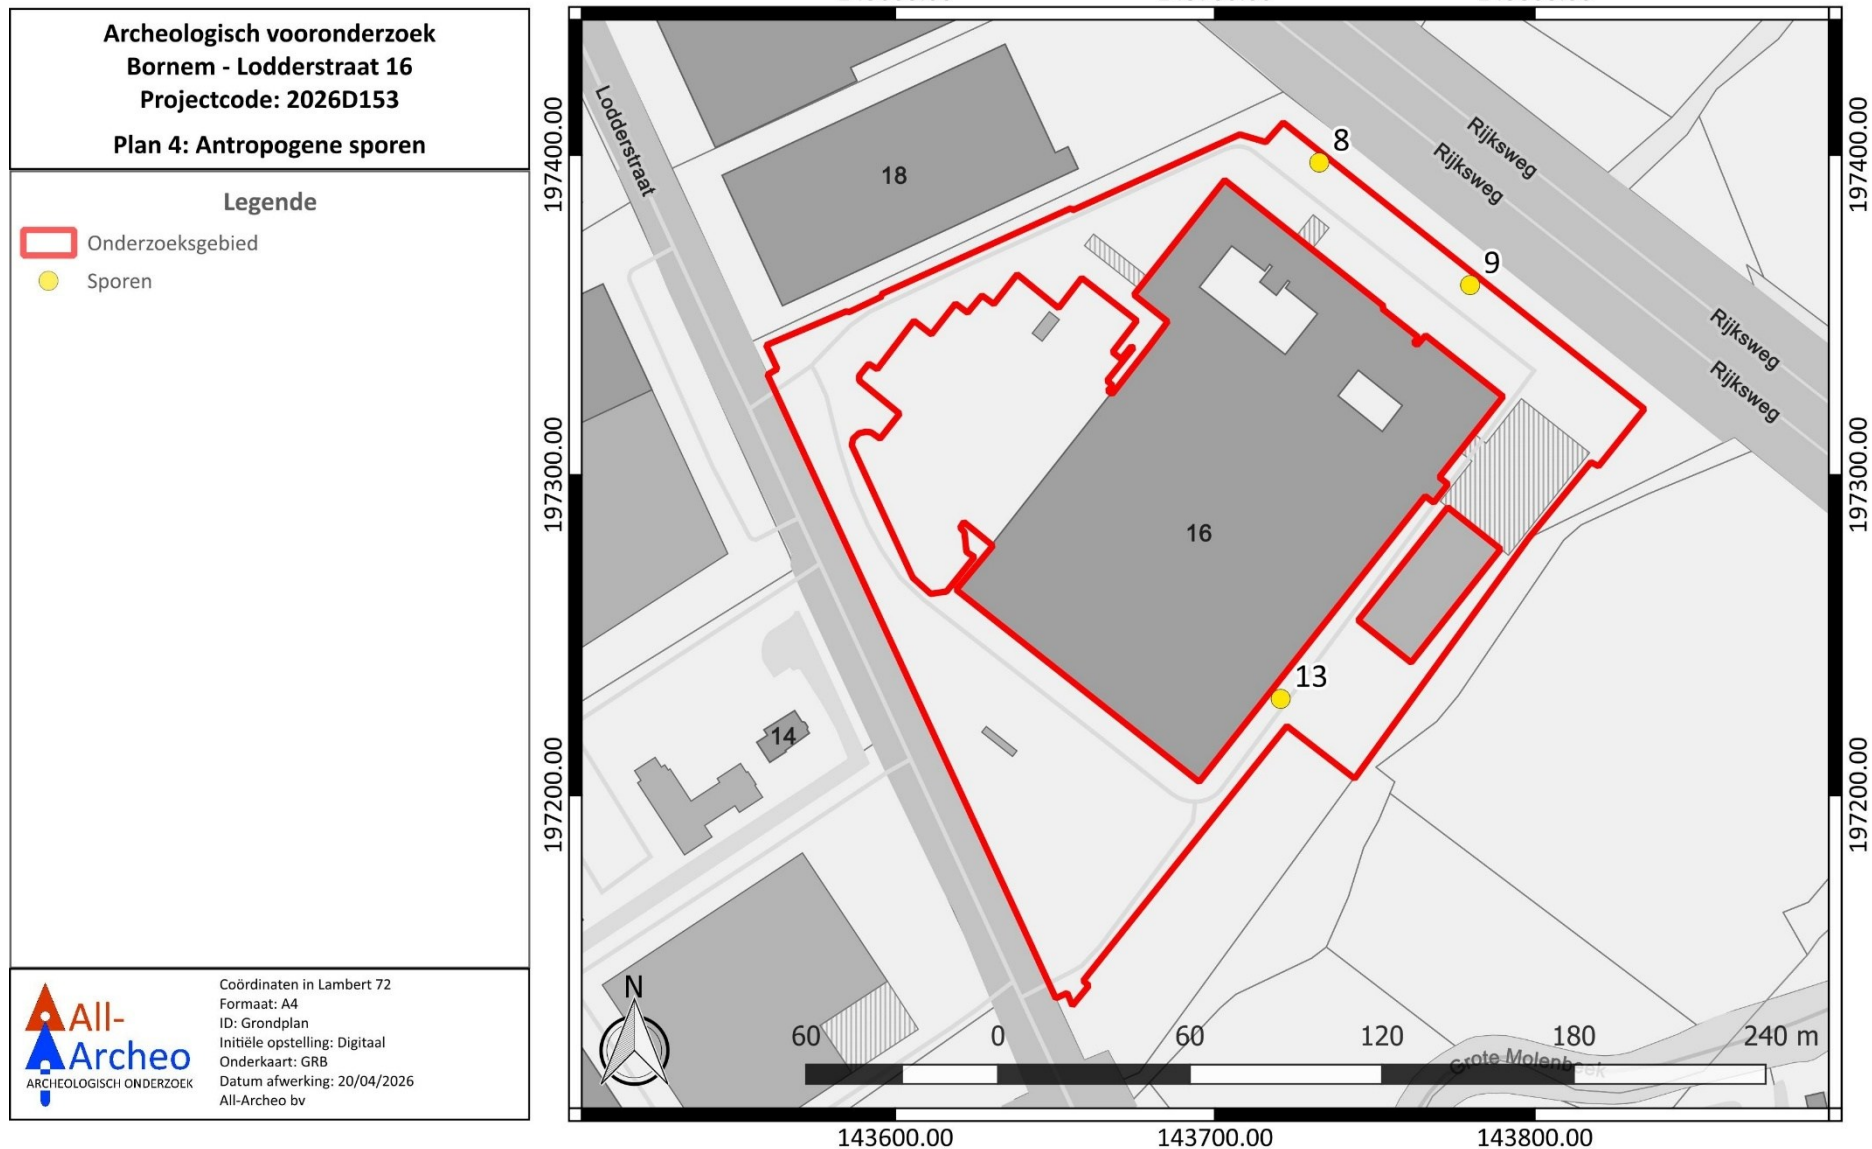 Archeologisch vooronderzoek
Bornem - Lodderstraat 16
Projectcode: 2026D153
Plan 4: Antropogene sporen
Legende
Onderzoeksgebied
Sporen
All-
Archeo
ARCHEOLOGISCH ONDERZOEK
Coördinaten in Lambert 72
Formaat: A4
ID: Grondplan
Initiële opstelling: Digitaal
Onderkaart: GRB
Datum afwerking: 20/04/2026
All-Archeo bv
197400.00
197300.00
197200.00
Lodderstraat
18
8
Rijksweg
Rijksweg
9
Rijksweg
Rijksweg
16
13
14
N
60 0 60 120 180 240 m
Grote Molenbeek
197400.00
197300.00
197200.00
143600.00 143700.00 143800.00